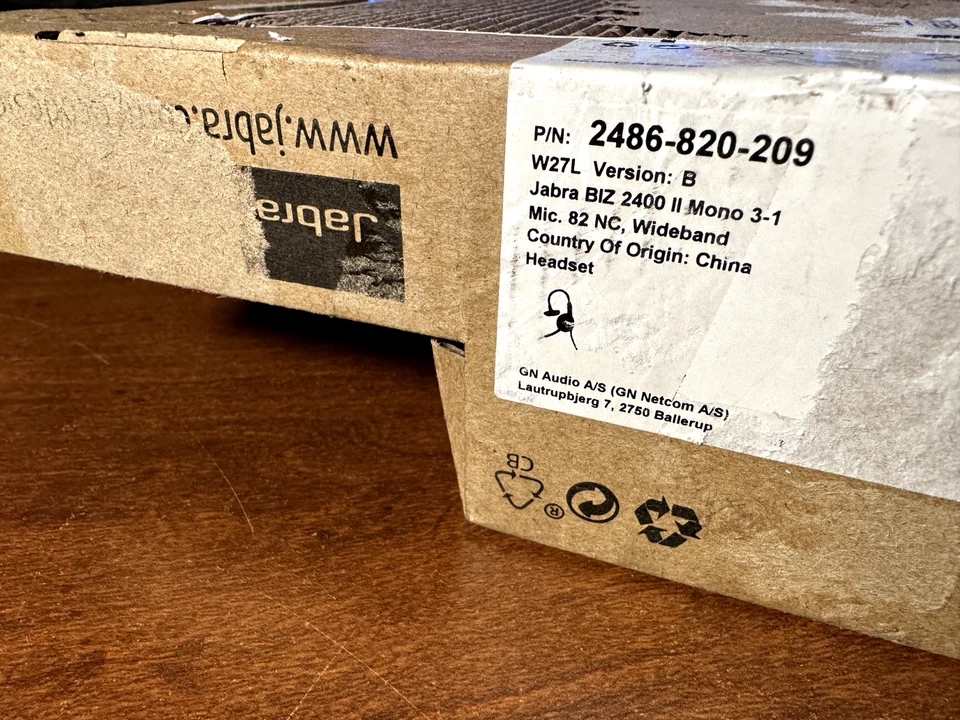 www.jabra.c
Jabra
P/N: 2486-820-209
W27L Version: B
Jabra BIZ 2400 II Mono 3-1
Mic. 82 NC, Wideband
Country Of Origin: China
Headset
GN Audio A/S (GN Netcom A/S)
Lautrupbjerg 7, 2750 Ballerup
CB
®